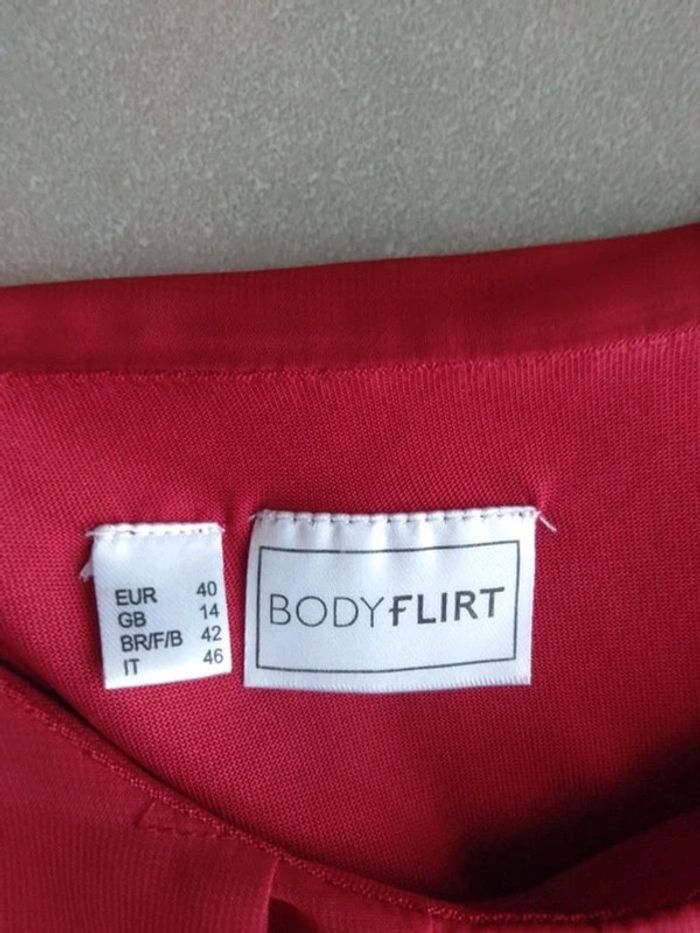 EUR 40
GB 14
BR/F/B 42
IT 46
BODYFLIRT